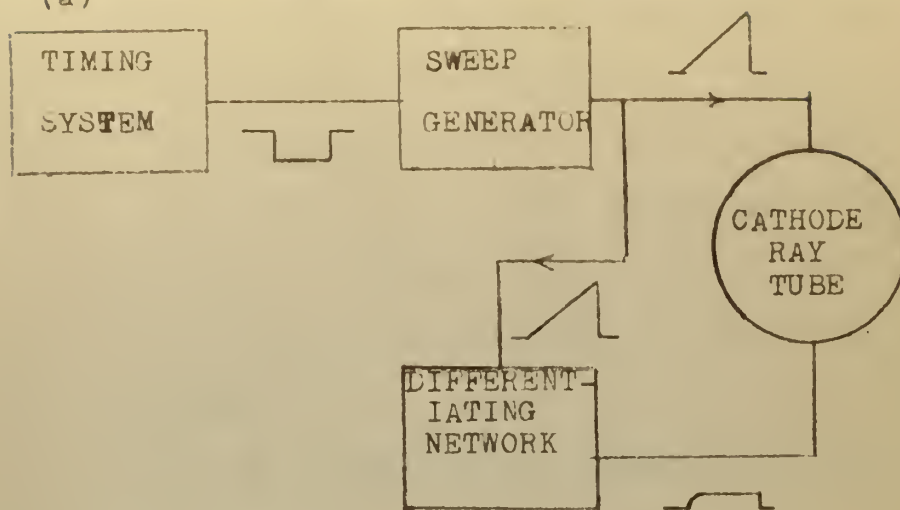 (a)
TIMING
SYSTEM
SWEEP
GENERATOR
CATHODE
RAY
TUBE
DIFFERENT-
IATING
NETWORK